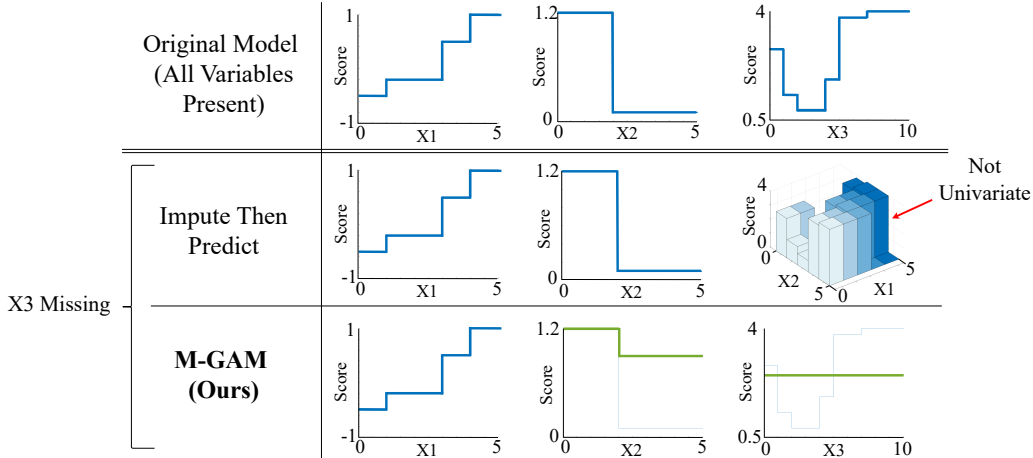 Original Model
(All Variables
Present)
1
Score
-1
0
X1
5
1.2
Score
0
0
X2
5
4
Score
0.5
0
X3
10
X3 Missing
Impute Then
Predict
1
Score
-1
0
X1
5
1.2
Score
0
0
X2
5
4
Score
0
0
X2
5
0
X1
5
Not
Univariate
M-GAM
(Ours)
1
Score
-1
0
X1
5
1.2
Score
0
0
X2
5
4
Score
0.5
0
X3
10